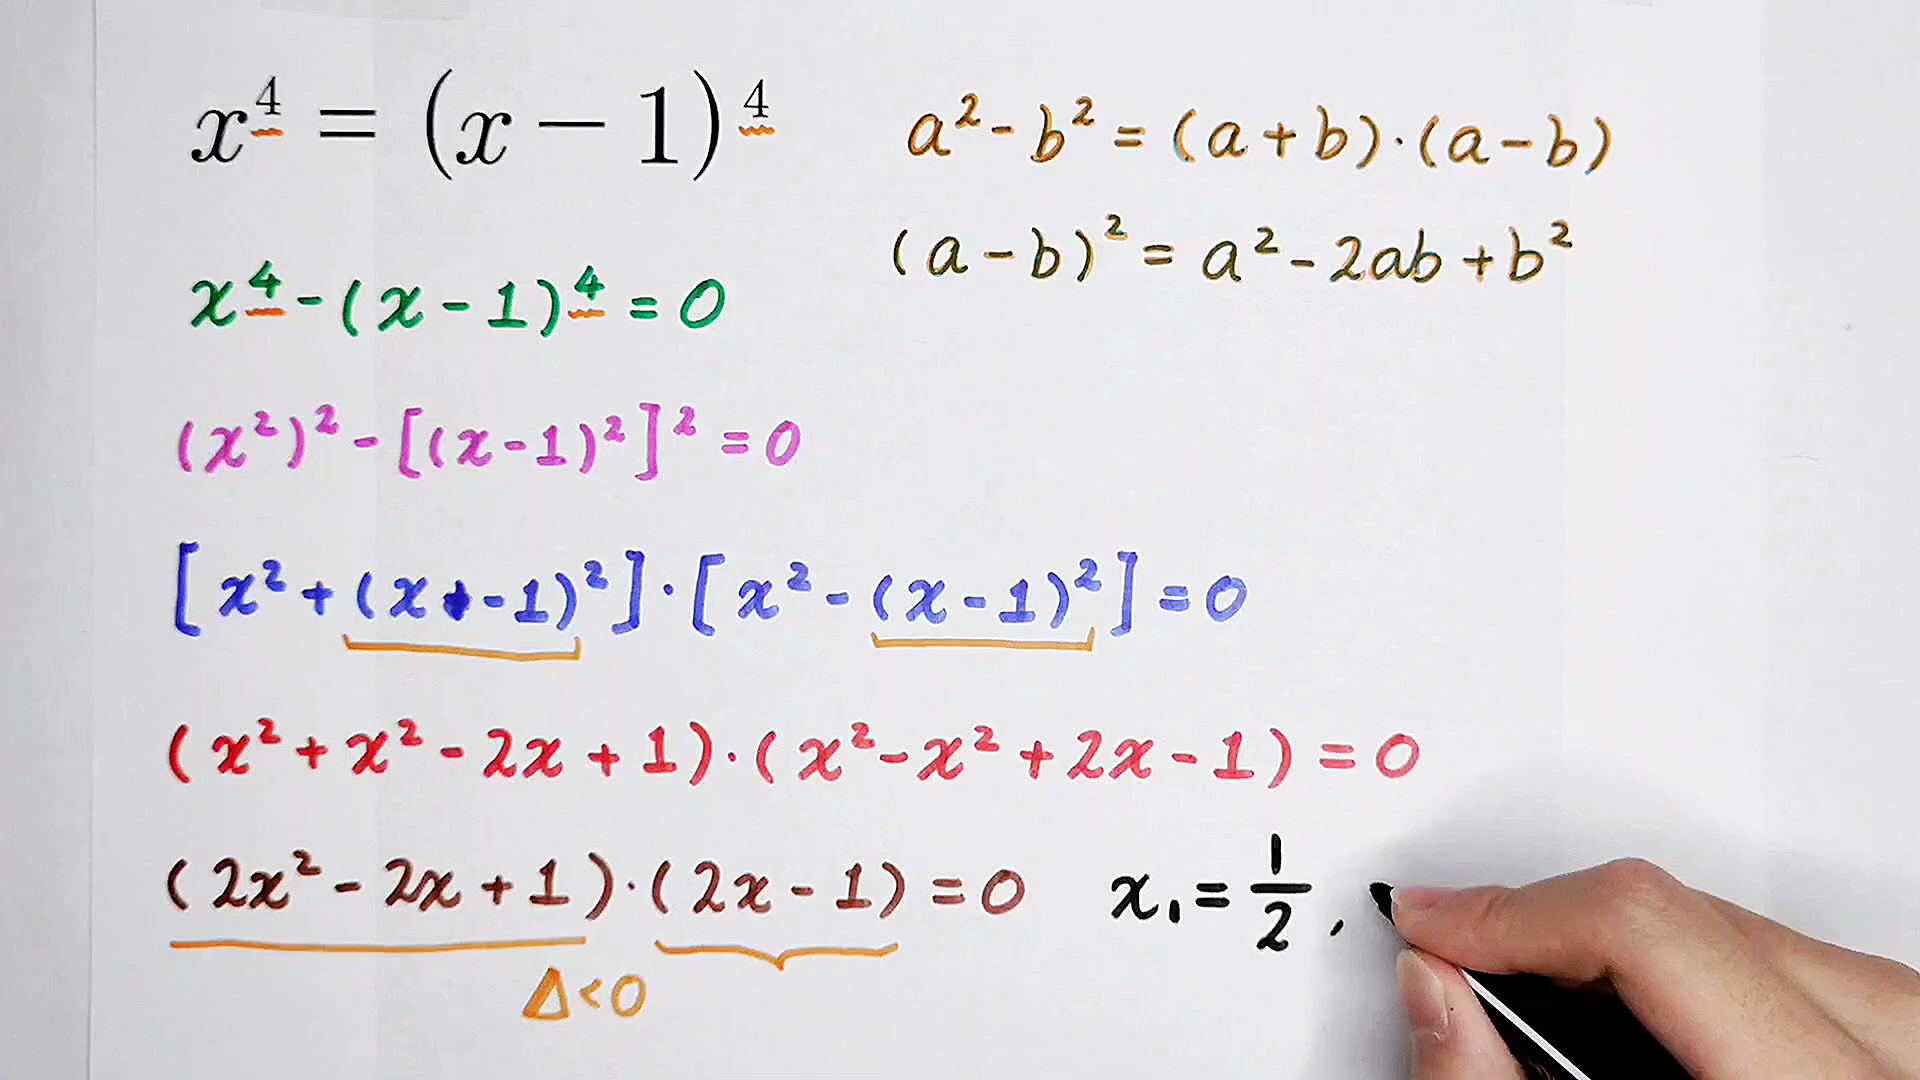 x⁴ = (x − 1)⁴
a² - b² = (a + b)·(a - b)
(a - b)² = a² - 2ab + b²
x⁴ - (x - 1)⁴ = 0
(x²)² - [(x-1)²]² = 0
[x² + (x - 1)²]·[x² - (x - 1)²] = 0
(x² + x² - 2x + 1)·(x² - x² + 2x - 1) = 0
(2x² - 2x + 1)·(2x - 1) = 0 x₁ = 1/2 ,
Δ < 0